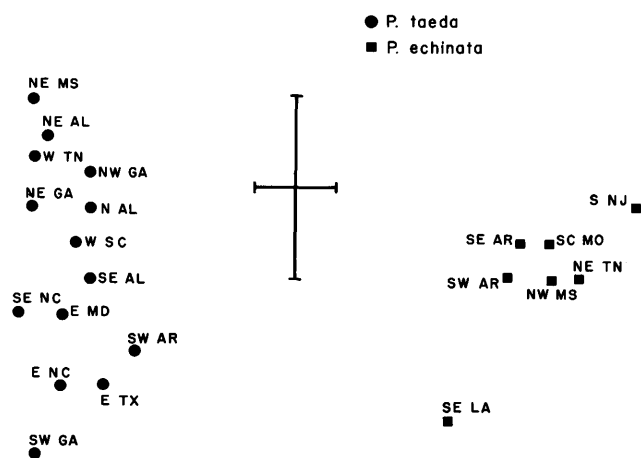 P. taeda
P. echinata
NE MS
NE AL
W TN
NW GA
NE GA
N AL
S NJ
W SC
SE AR
SC MO
SE AL
SW AR
NE TN
NW MS
SE NC
E MD
SW AR
E NC
E TX
SE LA
SW GA